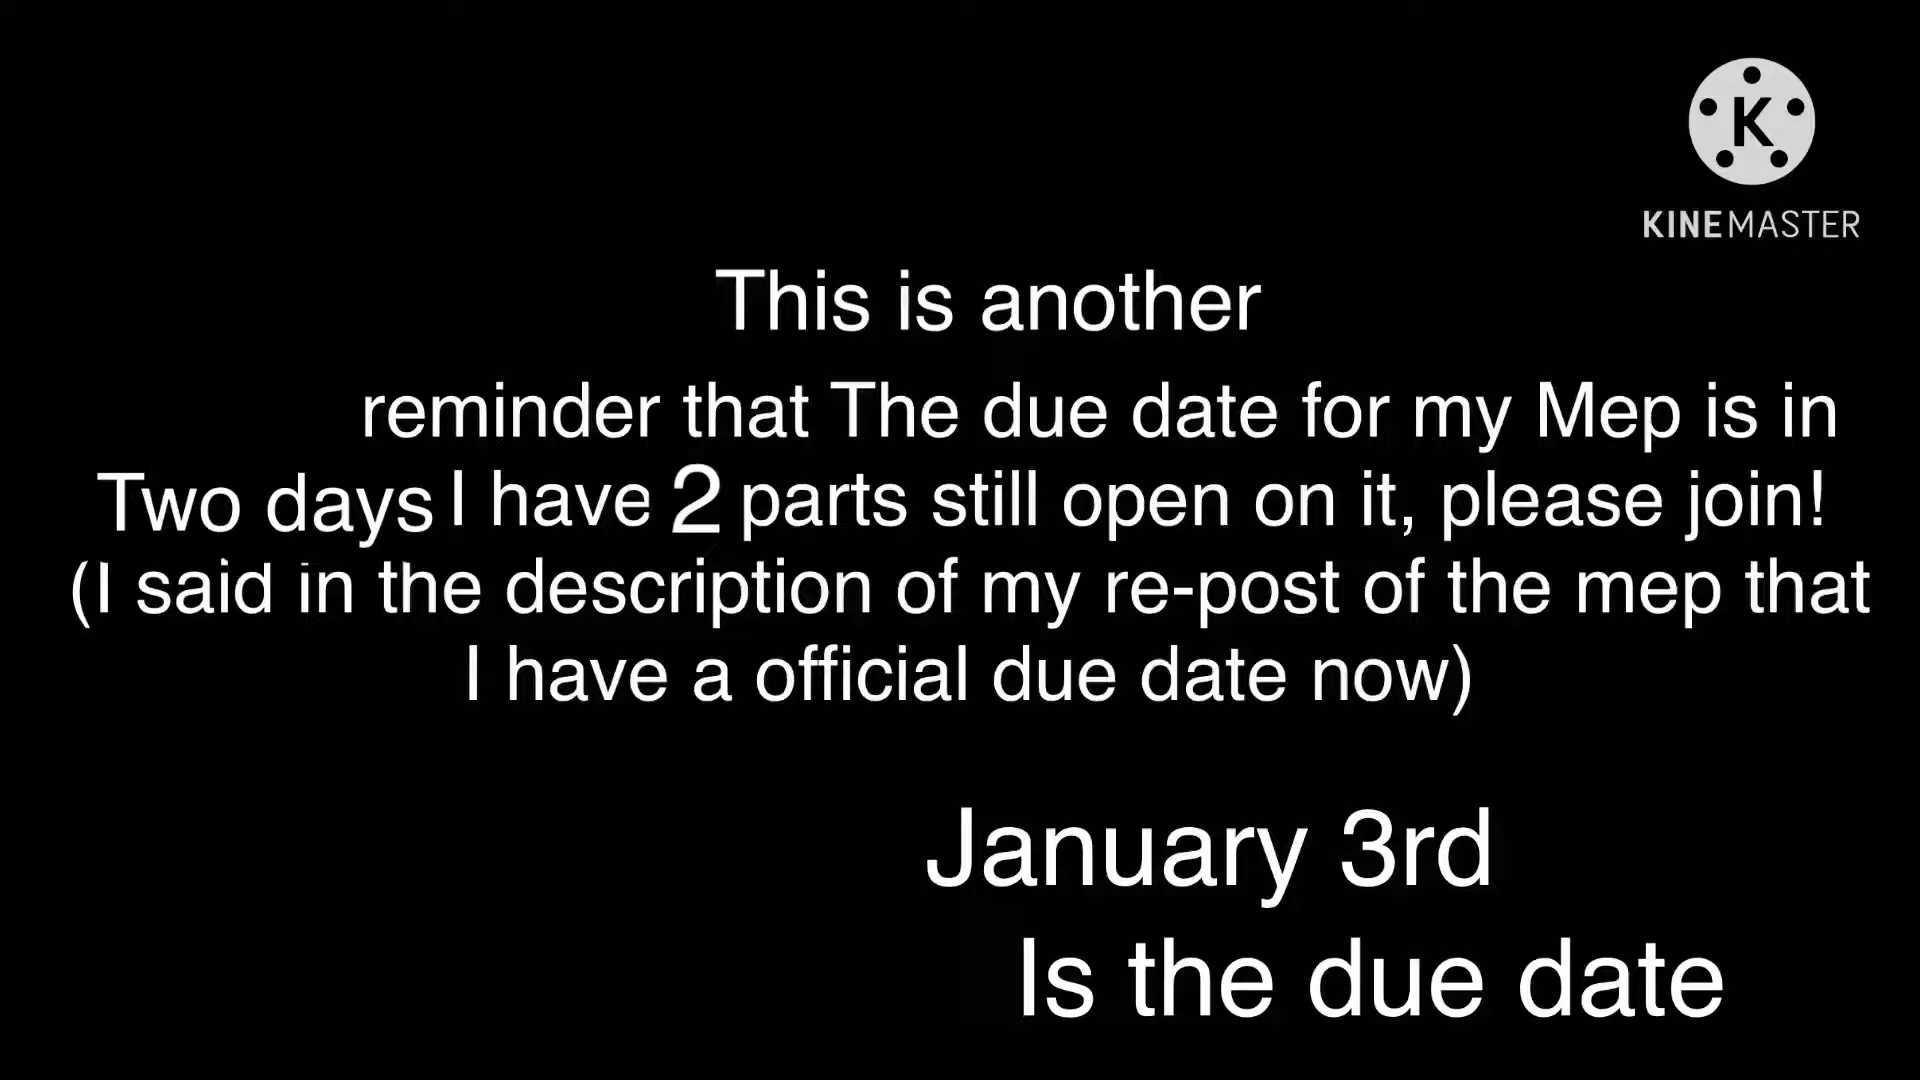 K
KINEMASTER
This is another
reminder that The due date for my Mep is in
Two days I have 2 parts still open on it, please join!
(I said in the description of my re-post of the mep that
I have a official due date now)
January 3rd
Is the due date